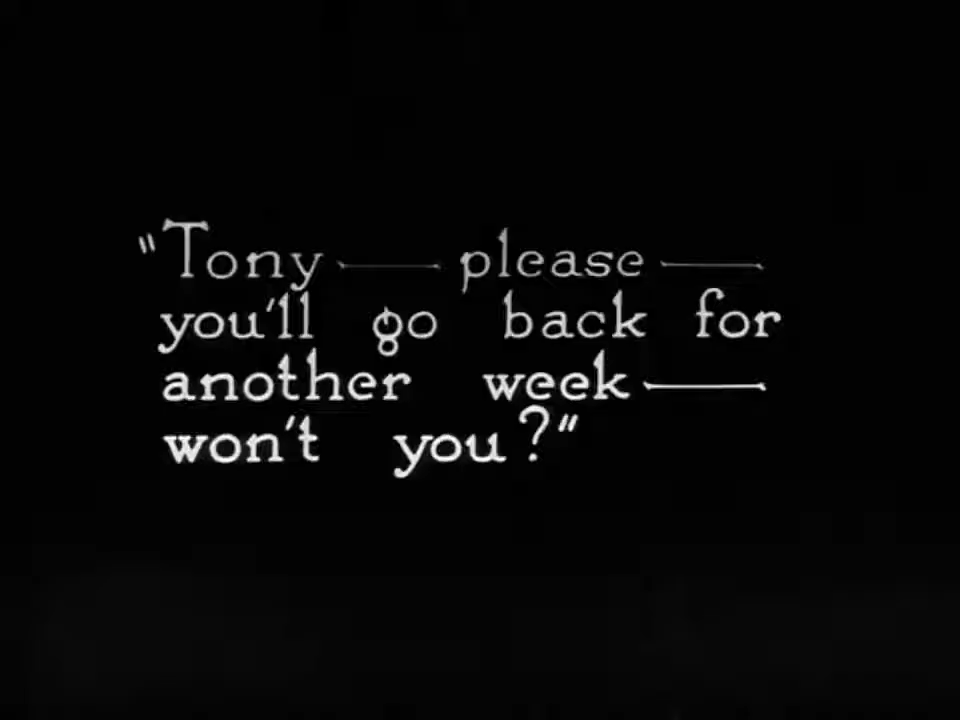 "Tony — please —
you'll go back for
another week —
won't you?"